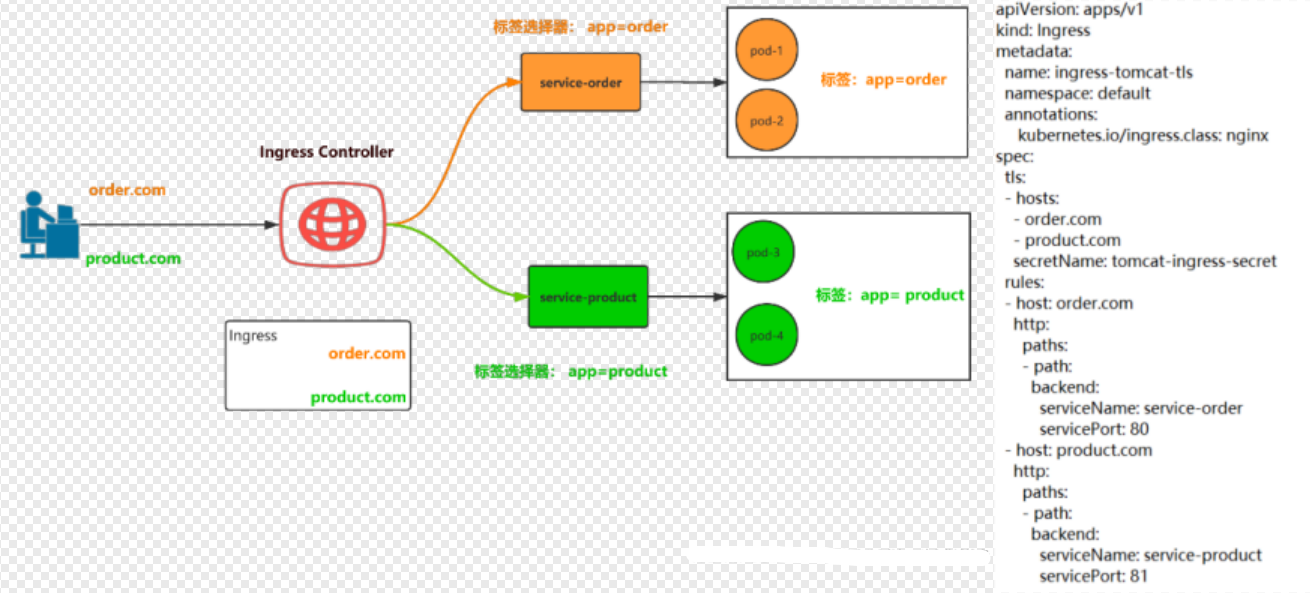 标签选择器： app=order
service-order
pod-1
pod-2
标签：app=order
Ingress Controller
order.com
product.com
service-product
pod-3
pod-4
标签：app= product
标签选择器： app=product
Ingress
order.com
product.com
apiVersion: apps/v1
kind: Ingress
metadata:
  name: ingress-tomcat-tls
  namespace: default
  annotations:
    kubernetes.io/ingress.class: nginx
spec:
  tls:
  - hosts:
    - order.com
    - product.com
    secretName: tomcat-ingress-secret
  rules:
  - host: order.com
    http:
      paths:
      - path:
        backend:
          serviceName: service-order
          servicePort: 80
  - host: product.com
    http:
      paths:
      - path:
        backend:
          serviceName: service-product
          servicePort: 81